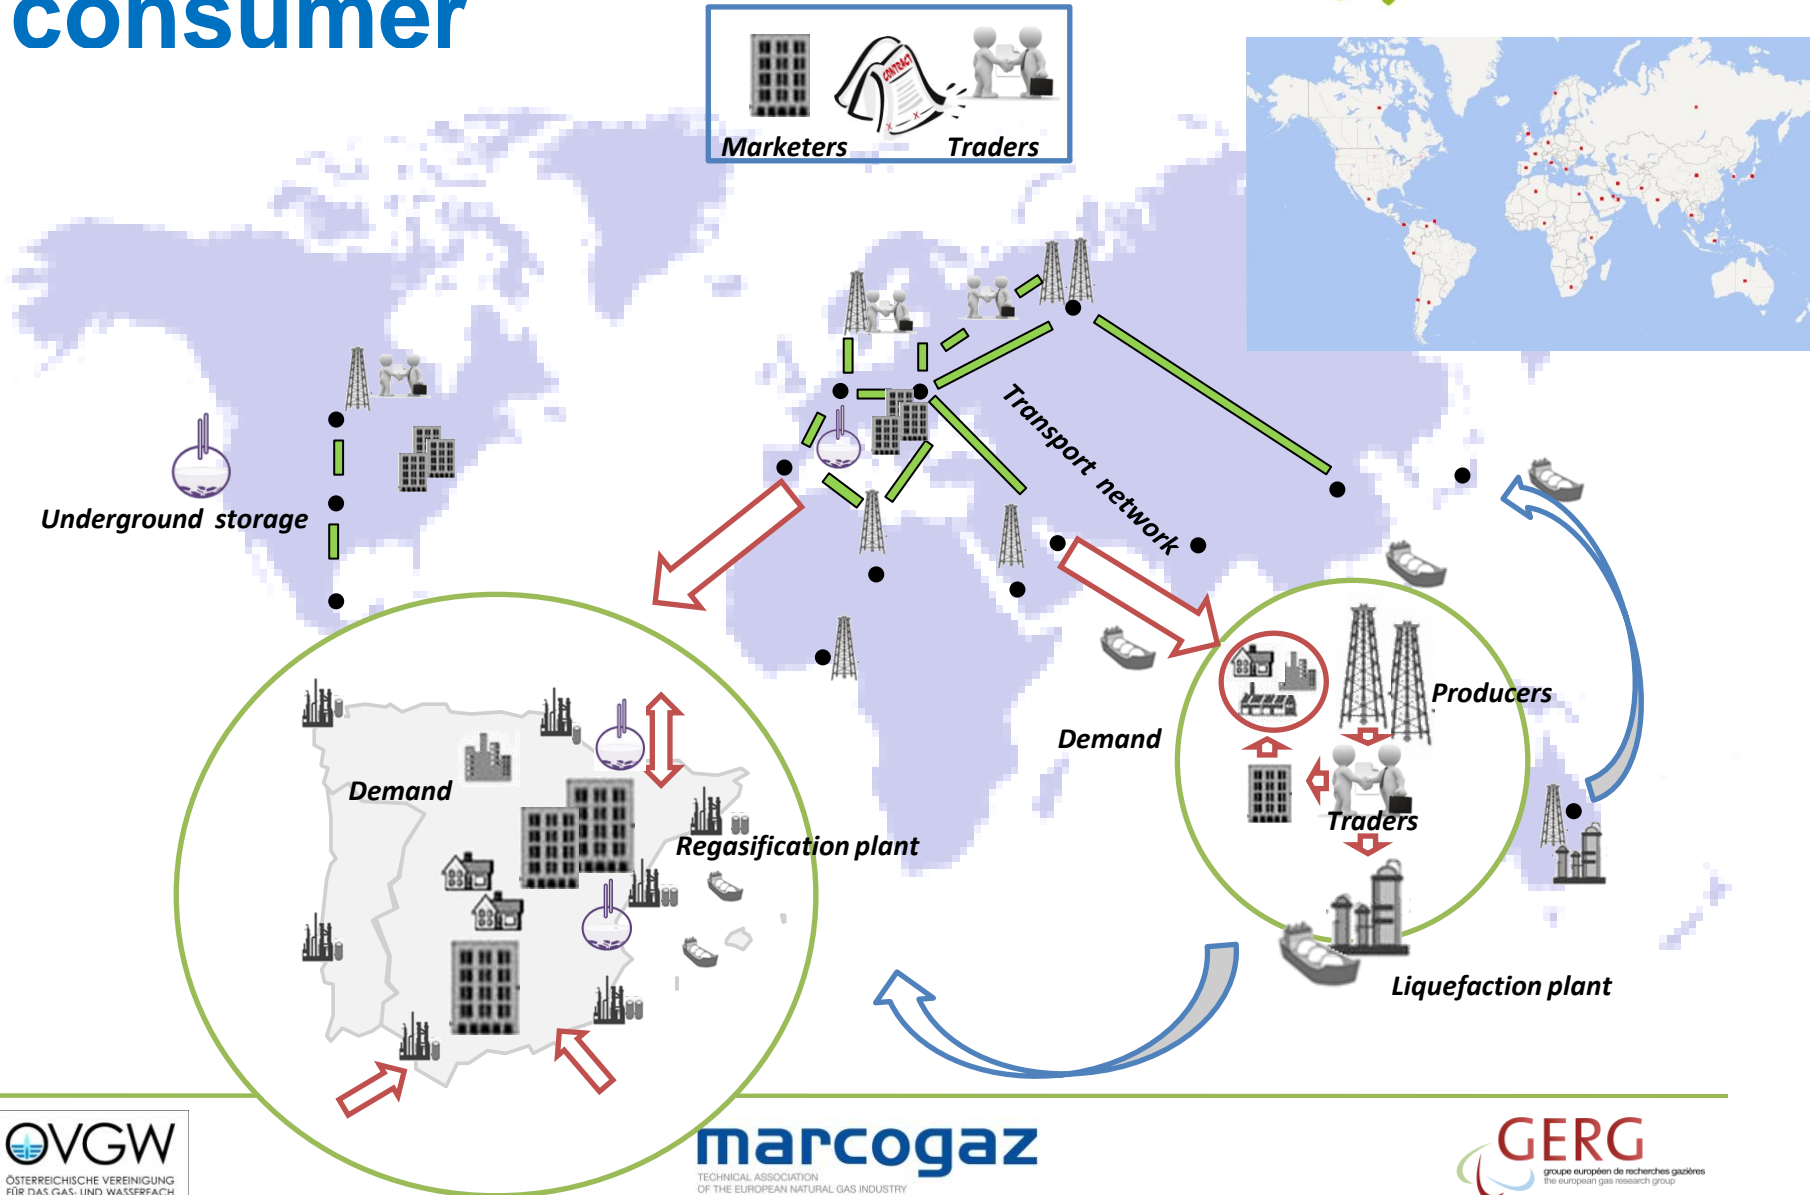 consumer
CONTRACT
Marketers
Traders
Transport network
Underground storage
Producers
Demand
Demand
Traders
Regasification plant
Liquefaction plant
OVGW
ÖSTERREICHISCHE VEREINIGUNG
FÜR DAS GAS- UND WASSERFACH
marcogaz
TECHNICAL ASSOCIATION
OF THE EUROPEAN NATURAL GAS INDUSTRY
GERG
groupe européen de recherches gazières
the european gas research group